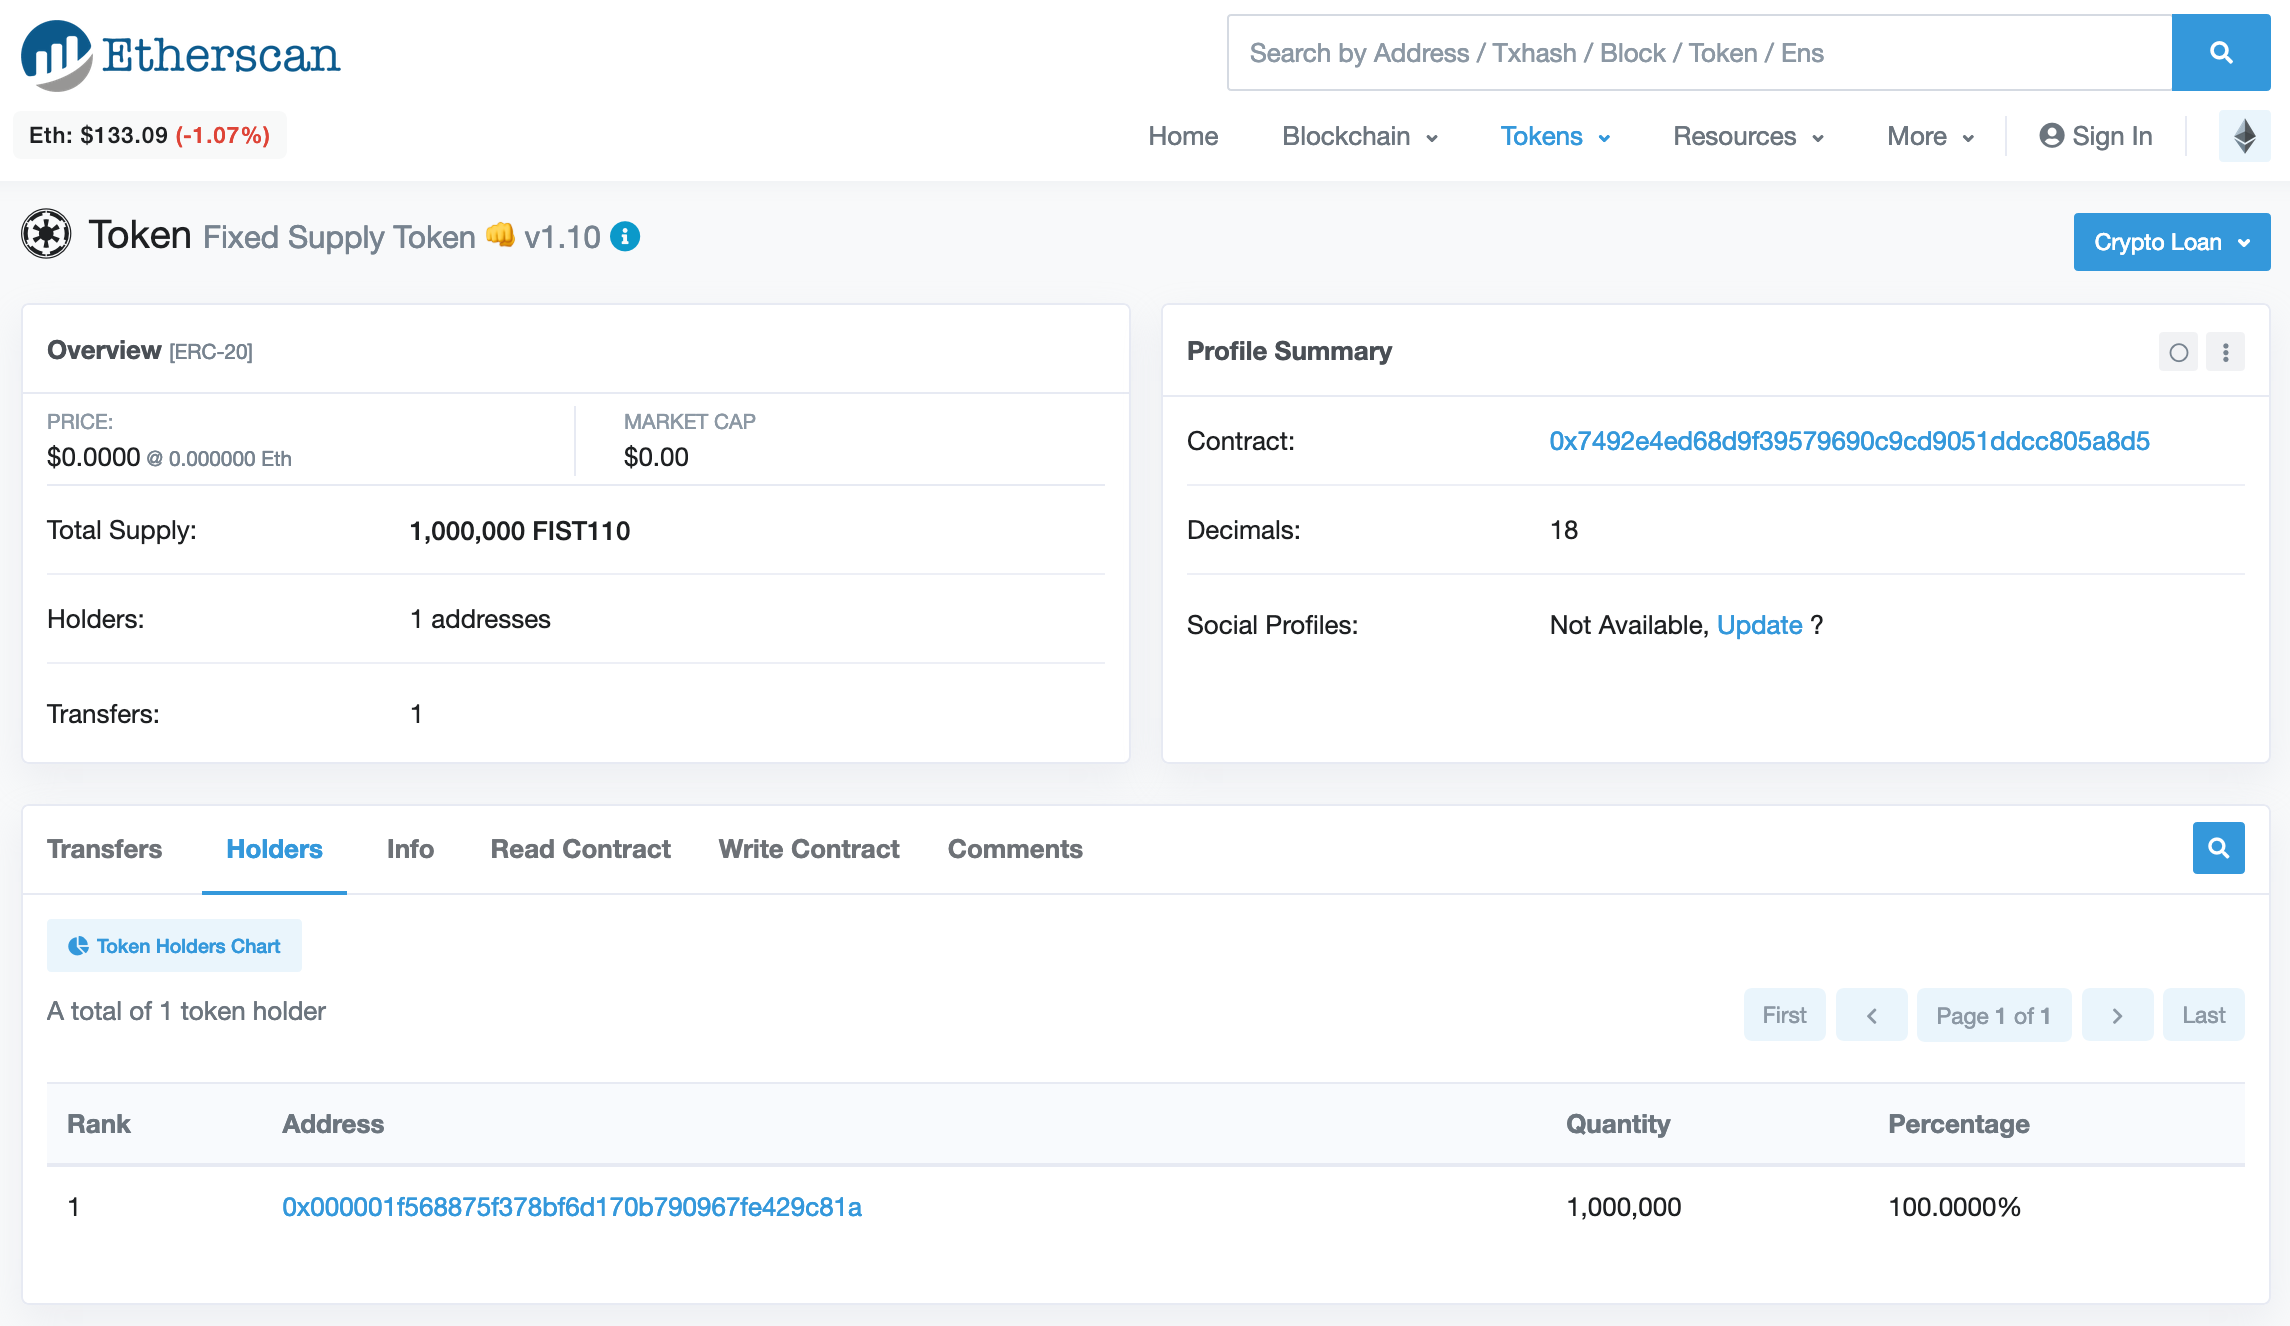 Etherscan
Search by Address / Txhash / Block / Token / Ens
Eth: $133.09 (-1.07%)
Home Blockchain Tokens Resources More Sign In
Token Fixed Supply Token 👊 v1.10
Crypto Loan
Overview [ERC-20]
PRICE:
$0.0000 @ 0.000000 Eth
MARKET CAP
$0.00
Total Supply: 1,000,000 FIST110
Holders: 1 addresses
Transfers: 1
Profile Summary
Contract: 0x7492e4ed68d9f39579690c9cd9051ddcc805a8d5
Decimals: 18
Social Profiles: Not Available, Update ?
Transfers Holders Info Read Contract Write Contract Comments
Token Holders Chart
A total of 1 token holder
First Page 1 of 1 Last
Rank Address Quantity Percentage
1 0x000001f568875f378bf6d170b790967fe429c81a 1,000,000 100.0000%